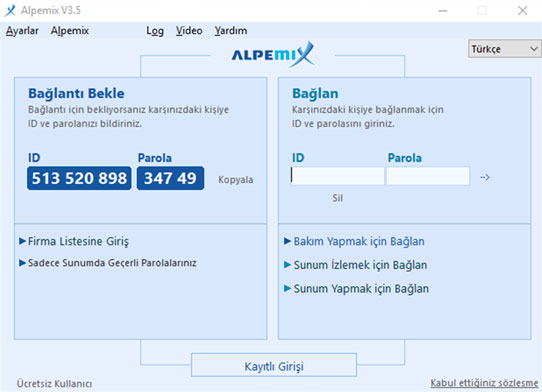 Alpemix V3.5
Ayarlar Alpemix Log Video Yardım
Türkçe
ALPEMIX
Bağlantı Bekle
Bağlantı için bekliyorsanız karşınızdaki kişiye
ID ve parolanızı bildiriniz.
ID Parola
513 520 898 347 49 Kopyala
Firma Listesine Giriş
Sadece Sunumda Geçerli Parolalarınız
Bağlan
Karşınızdaki kişiye bağlanmak için
ID ve parolasını giriniz.
ID Parola
Sil
Bakım Yapmak için Bağlan
Sunum İzlemek için Bağlan
Sunum Yapmak için Bağlan
Kayıtlı Girişi
Ücretsiz Kullanıcı
Kabul ettiğiniz sözleşme